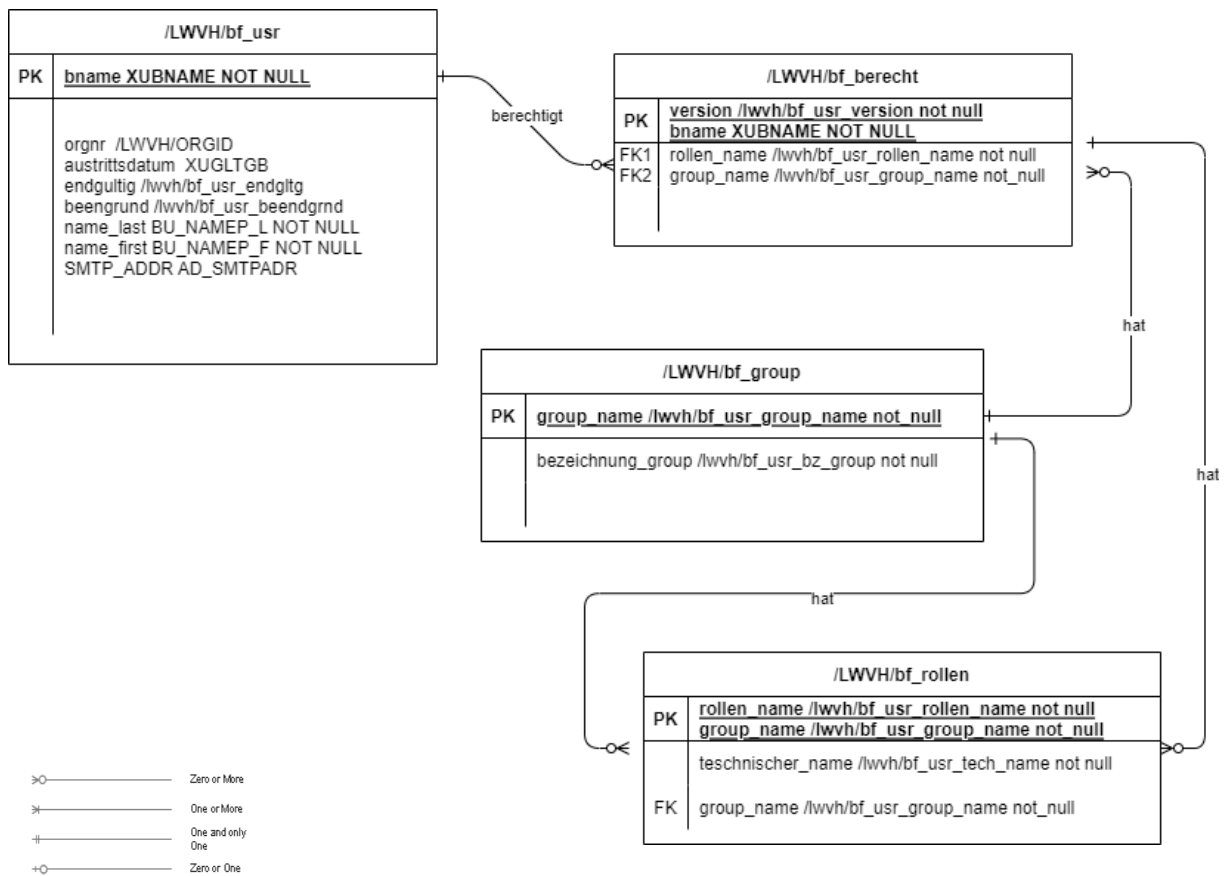 /LWVH/bf_usr
PK bname XUBNAME NOT NULL
orgnr /LWVH/ORGID
austrittsdatum XUGLTGB
endgultig /lwvh/bf_usr_endgltg
beengrund /lwvh/bf_usr_beendgrnd
name_last BU_NAMEP_L NOT NULL
name_first BU_NAMEP_F NOT NULL
SMTP_ADDR AD_SMTPADR
berechtigt
/LWVH/bf_berecht
PK version /lwvh/bf_usr_version not null
bname XUBNAME NOT NULL
FK1 rollen_name /lwvh/bf_usr_rollen_name not null
FK2 group_name /lwvh/bf_usr_group_name not_null
hat
/LWVH/bf_group
PK group_name /lwvh/bf_usr_group_name not_null
bezeichnung_group /lwvh/bf_usr_bz_group not null
hat
hat
/LWVH/bf_rollen
PK rollen_name /lwvh/bf_usr_rollen_name not null
group_name /lwvh/bf_usr_group_name not_null
teschnischer_name /lwvh/bf_usr_tech_name not null
FK group_name /lwvh/bf_usr_group_name not_null
Zero or More
One or More
One and only
One
Zero or One